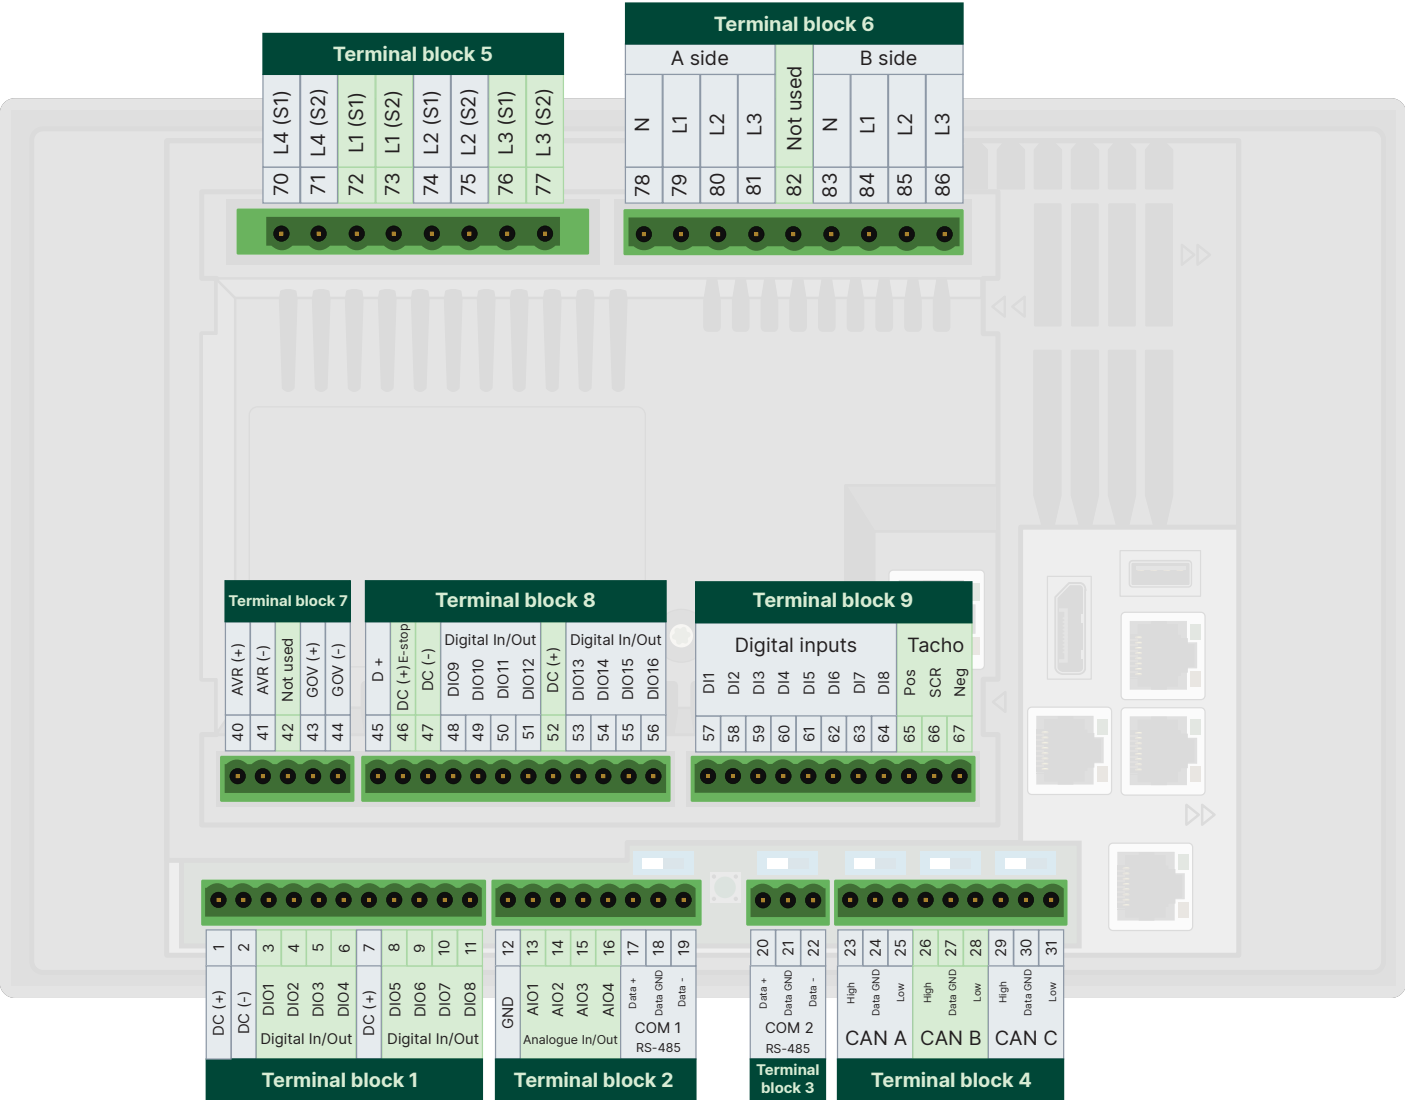 Terminal block 5
L4 (S1)
L4 (S2)
L1 (S1)
L1 (S2)
L2 (S1)
L2 (S2)
L3 (S1)
L3 (S2)
70 71 72 73 74 75 76 77
Terminal block 6
A side
Not used
B side
N
L1
L2
L3
N
L1
L2
L3
78 79 80 81 82 83 84 85 86
Terminal block 7
AVR (+)
AVR (-)
Not used
GOV (+)
GOV (-)
40 41 42 43 44
Terminal block 8
D +
DC (+) E-stop
DC (-)
Digital In/Out
DIO9
DIO10
DIO11
DIO12
DC (+)
Digital In/Out
DIO13
DIO14
DIO15
DIO16
45 46 47 48 49 50 51 52 53 54 55 56
Terminal block 9
Digital inputs
DI1
DI2
DI3
DI4
DI5
DI6
DI7
DI8
Tacho
Pos
SCR
Neg
57 58 59 60 61 62 63 64 65 66 67
1 2 3 4 5 6 7 8 9 10 11
DC (+)
DC (-)
DIO1
DIO2
DIO3
DIO4
Digital In/Out
DC (+)
DIO5
DIO6
DIO7
DIO8
Digital In/Out
Terminal block 1
12 13 14 15 16 17 18 19
GND
AIO1
AIO2
AIO3
AIO4
Analogue In/Out
Data +
Data GND
Data -
COM 1
RS-485
Terminal block 2
20 21 22
Data +
Data GND
Data -
COM 2
RS-485
Terminal
block 3
23 24 25 26 27 28 29 30 31
High
Data GND
Low
CAN A
High
Data GND
Low
CAN B
High
Data GND
Low
CAN C
Terminal block 4